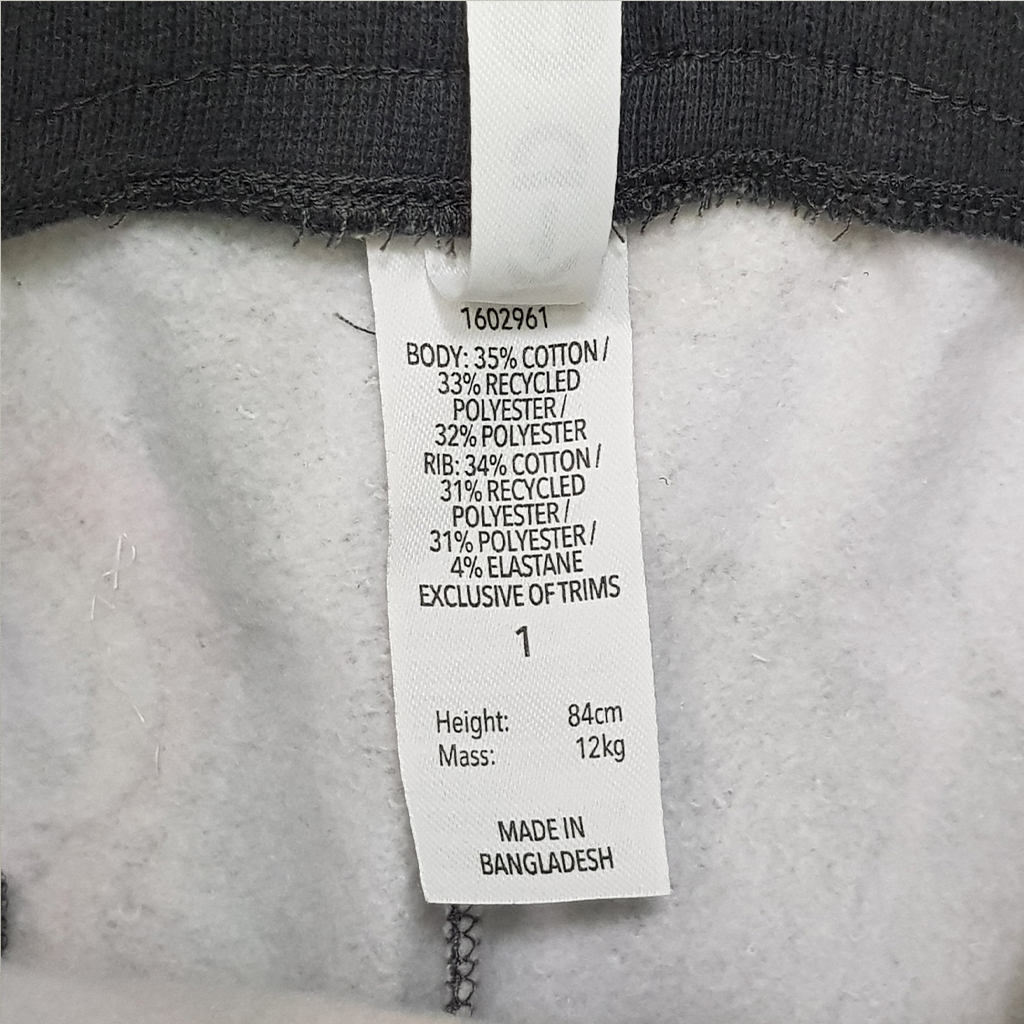 1602961
BODY: 35% COTTON /
33% RECYCLED
POLYESTER /
32% POLYESTER
RIB: 34% COTTON /
31% RECYCLED
POLYESTER /
31% POLYESTER /
4% ELASTANE
EXCLUSIVE OF TRIMS
1
Height: 84cm
Mass: 12kg
MADE IN
BANGLADESH